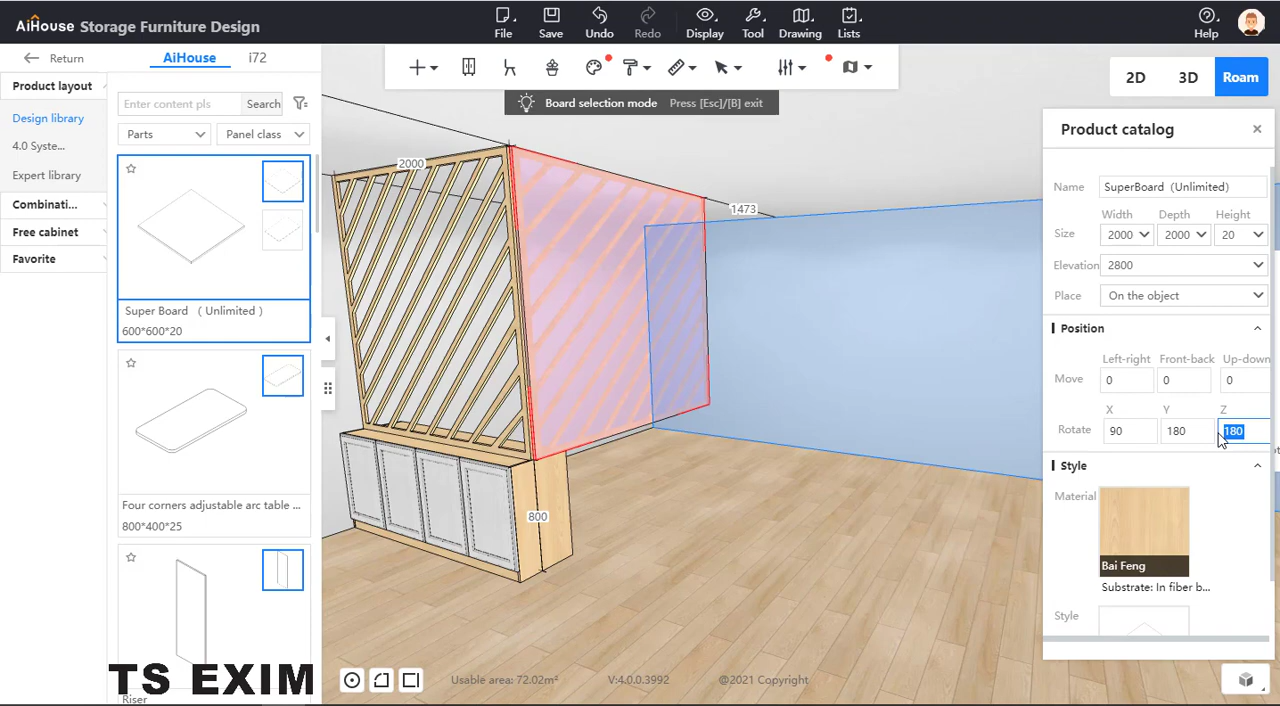 AiHouse Storage Furniture Design
File
Save
Undo
Redo
Display
Tool
Drawing
Lists
Help
Return
AiHouse
i72
Product layout
Design library
4.0 Syste...
Expert library
Combinati...
Free cabinet
Favorite
Enter content pls
Search
Parts
Panel class
Super Board （ Unlimited ）
600*600*20
Four corners adjustable arc table ...
800*400*25
Riser
TS EXIM
Board selection mode Press [Esc]/[B] exit
2D
3D
Roam
2000
1473
800
Product catalog
Name
SuperBoard (Unlimited)
Width Depth Height
Size 2000 2000 20
Elevation 2800
Place On the object
Position
Left-right Front-back Up-down
Move 0 0 0
X Y Z
Rotate 90 180 180
Style
Material
Bai Feng
Substrate: In fiber b...
Style
Usable area: 72.02m²
V:4.0.0.3992
@2021 Copyright